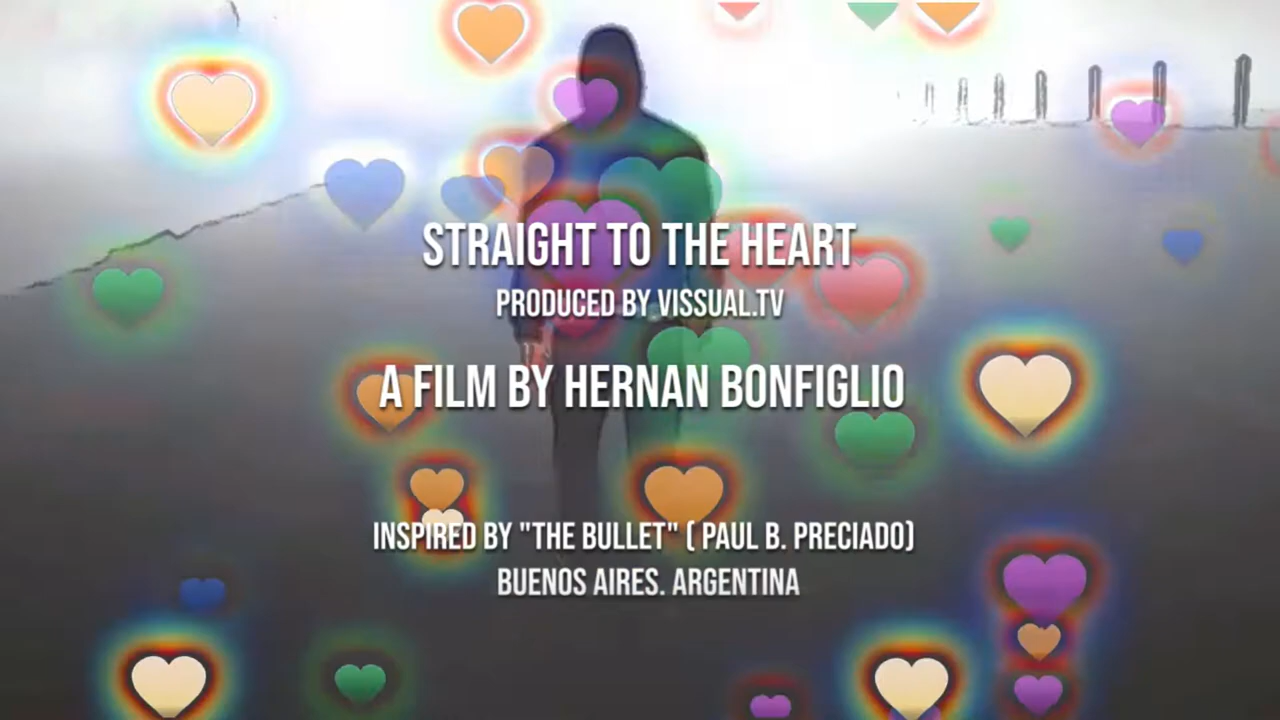 STRAIGHT TO THE HEART
PRODUCED BY VISSUAL.TV
A FILM BY HERNAN BONFIGLIO
INSPIRED BY "THE BULLET" ( PAUL B. PRECIADO)
BUENOS AIRES. ARGENTINA